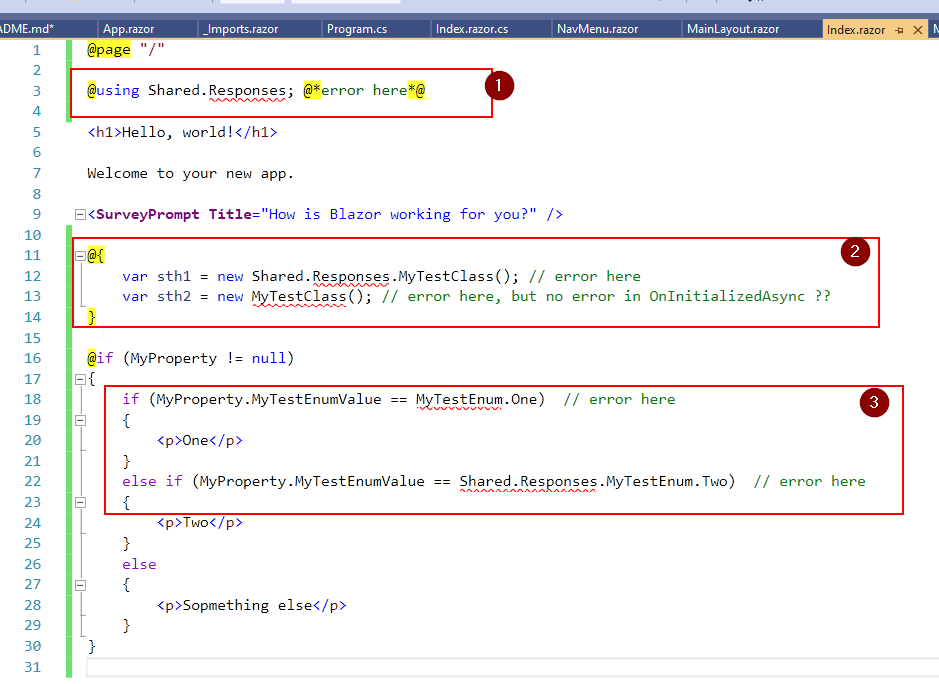 ADME.md* App.razor _Imports.razor Program.cs Index.razor.cs NavMenu.razor MainLayout.razor Index.razor
1 @page "/"
2
3 @using Shared.Responses; @*error here*@ 1
4
5 <h1>Hello, world!</h1>
6
7 Welcome to your new app.
8
9 <SurveyPrompt Title="How is Blazor working for you?" />
10
11 @{ 2
12 var sth1 = new Shared.Responses.MyTestClass(); // error here
13 var sth2 = new MyTestClass(); // error here, but no error in OnInitializedAsync ??
14 }
15
16 @if (MyProperty != null)
17 {
18 if (MyProperty.MyTestEnumValue == MyTestEnum.One)  // error here 3
19 {
20 <p>One</p>
21 }
22 else if (MyProperty.MyTestEnumValue == Shared.Responses.MyTestEnum.Two)  // error here
23 {
24 <p>Two</p>
25 }
26 else
27 {
28 <p>Sopmething else</p>
29 }
30 }
31